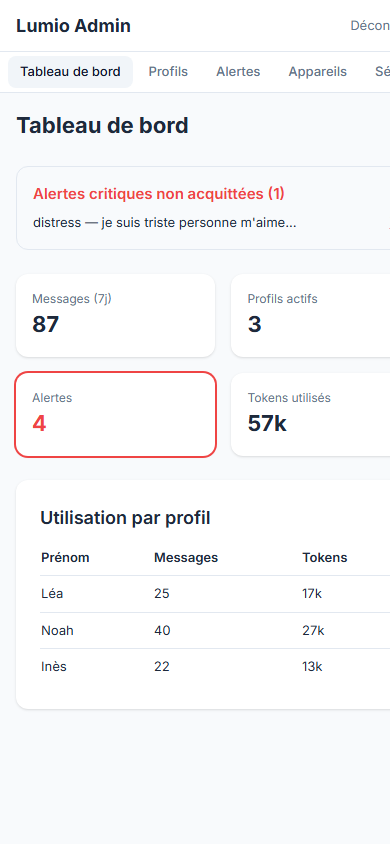 Lumio Admin
Tableau de bord Profils Alertes Appareils
Tableau de bord
Alertes critiques non acquittées (1)
distress — je suis triste personne m'aime...
Messages (7j) Profils actifs
87 3
Alertes Tokens utilisés
4 57k
Utilisation par profil
Prénom Messages Tokens
Léa 25 17k
Noah 40 27k
Inès 22 13k